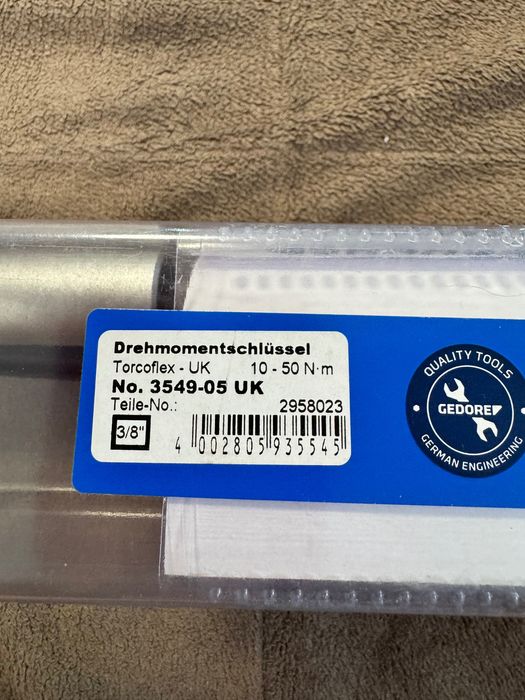 Drehmomentschlüssel
Torcoflex - UK 10 - 50 N·m
No. 3549-05 UK
Teile-No.: 2958023
3/8"
4 002805 935545
QUALITY TOOLS
GEDORE
GERMAN ENGINEERING